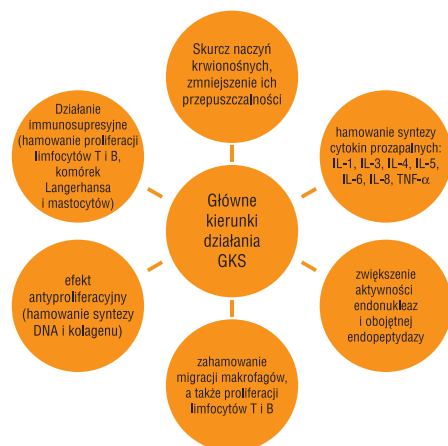 Skurcz naczyń
krwionośnych,
zmniejszenie ich
przepuszczalności
Działanie
immunosupresyjne
(hamowanie proliferacji
limfocytów T i B,
komórek
Langerhansa
i mastocytów)
hamowanie syntezy
cytokin prozapalnych:
IL-1, IL-3, IL-4, IL-5,
IL-6, IL-8, TNF-α
Główne
kierunki
działania
GKS
efekt
antyproliferacyjny
(hamowanie syntezy
DNA i kolagenu)
zwiększenie
aktywności
endonukleaz
i obojętnej
endopeptydazy
zahamowanie
migracji makrofagów,
a także proliferacji
limfocytów T i B